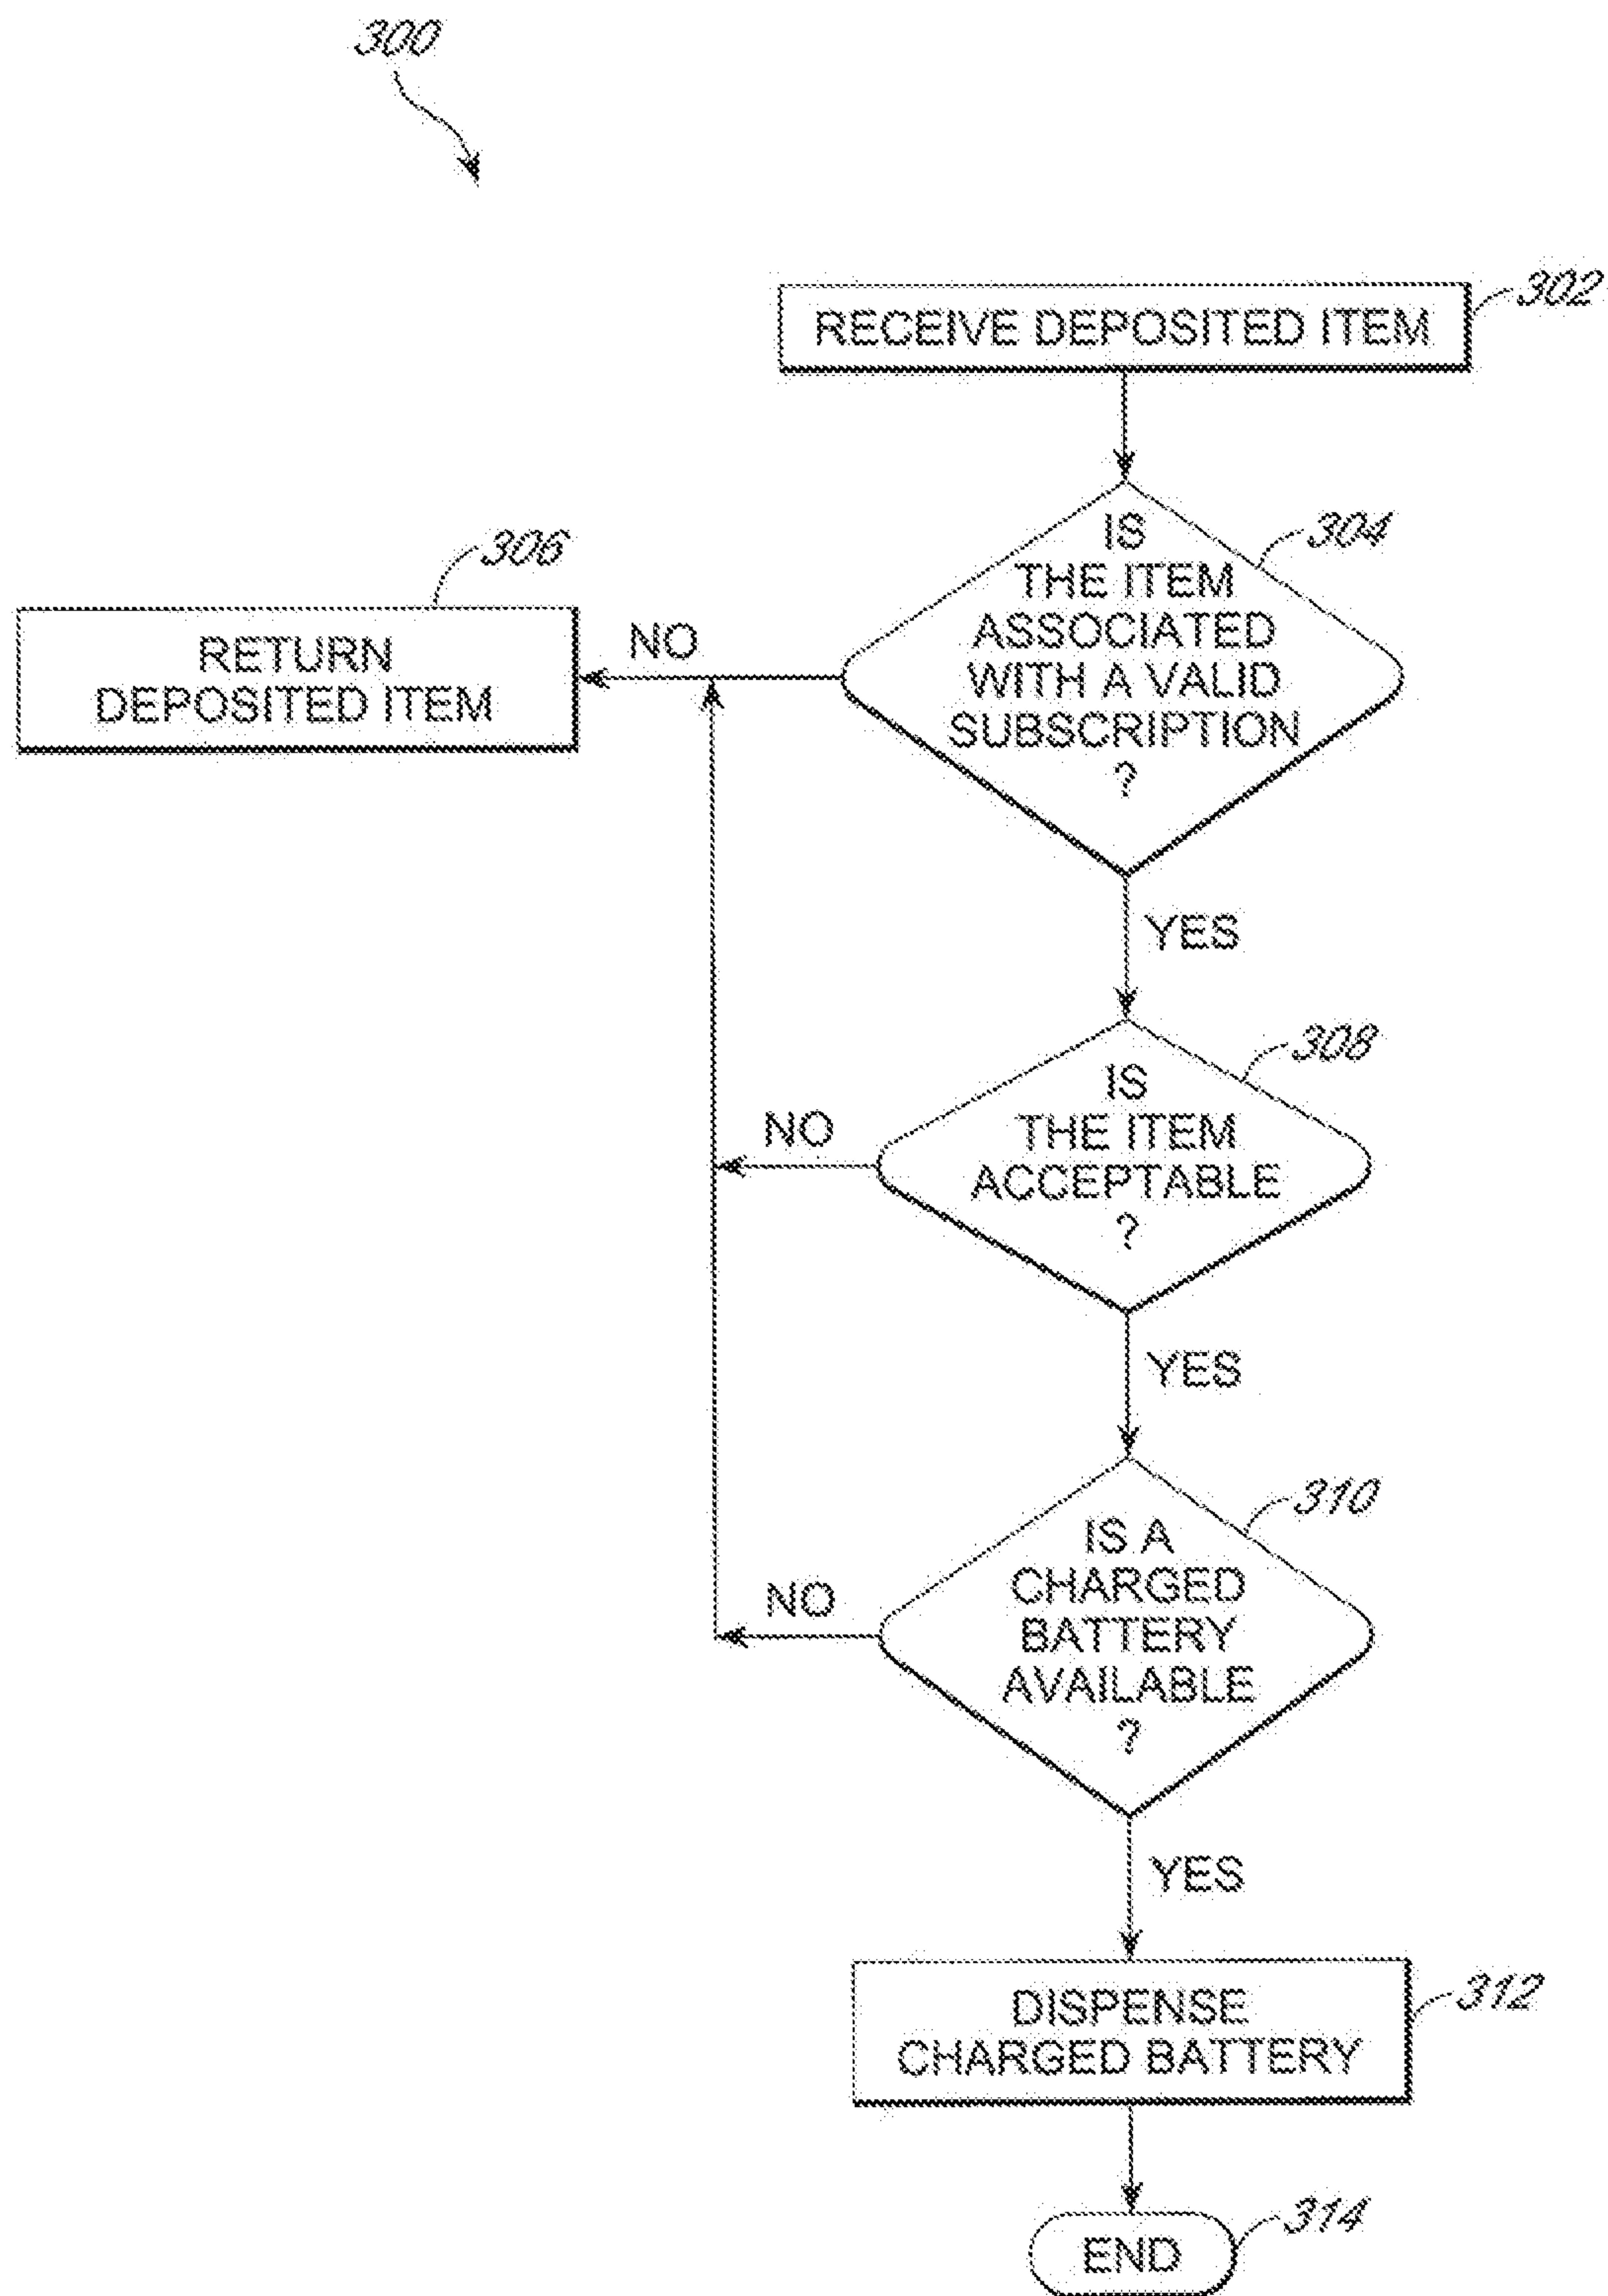 300
RECEIVE DEPOSITED ITEM
302
IS
THE ITEM
ASSOCIATED
WITH A VALID
SUBSCRIPTION
?
304
306
RETURN
DEPOSITED ITEM
NO
YES
IS
THE ITEM
ACCEPTABLE
?
308
NO
YES
IS A
CHARGED
BATTERY
AVAILABLE
?
310
NO
YES
DISPENSE
CHARGED BATTERY
312
END
314